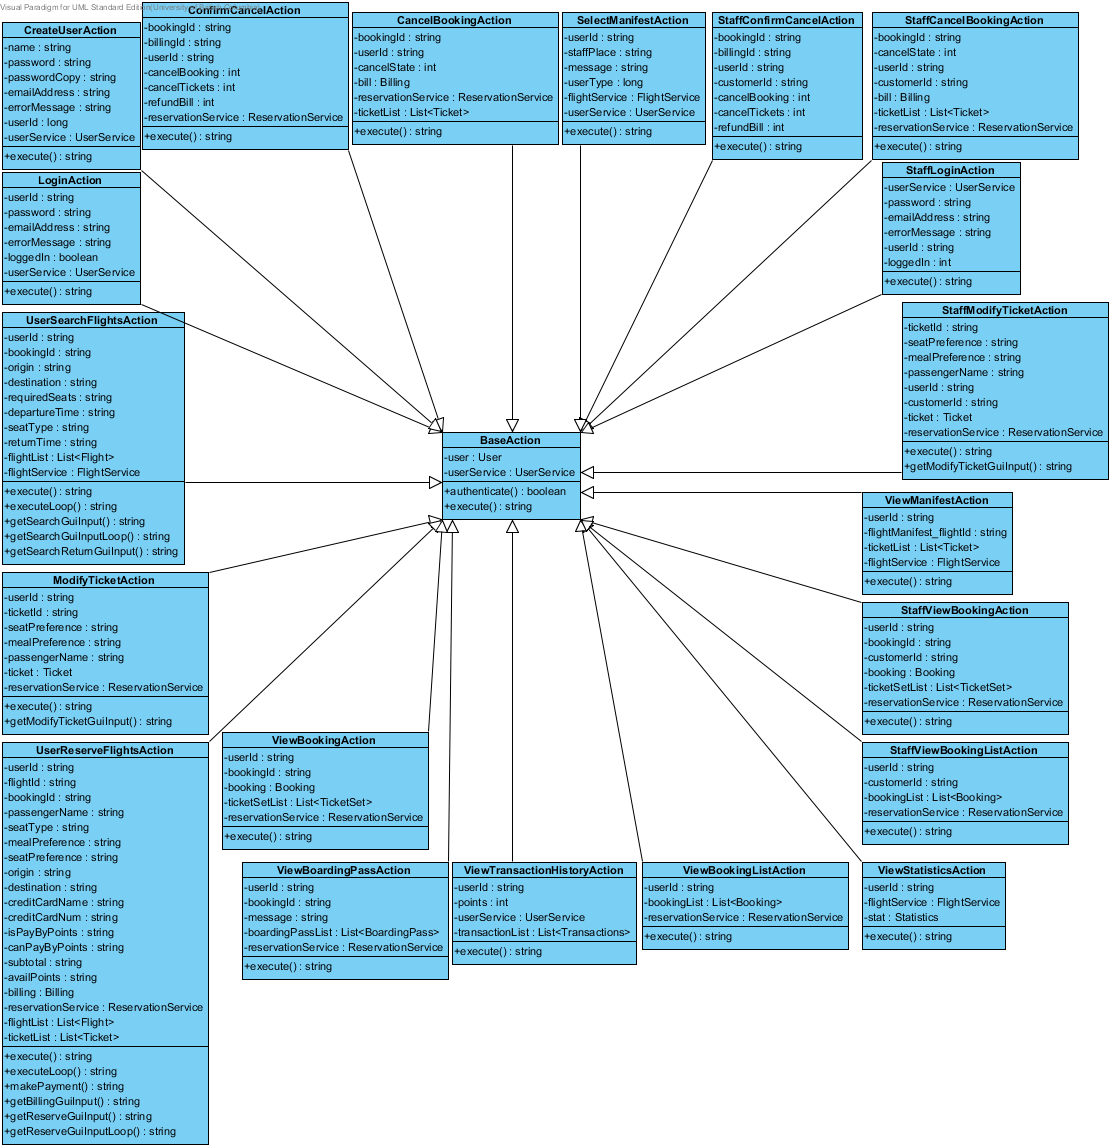 Visual Paradigm for UML Standard Edition(University
CreateUserAction
-name : string
-password : string
-passwordCopy : string
-emailAddress : string
-errorMessage : string
-userId : long
-userService : UserService
+execute() : string
ConfirmCancelAction
-bookingId : string
-billingId : string
-userId : string
-cancelBooking : int
-cancelTickets : int
-refundBill : int
-reservationService : ReservationService
+execute() : string
CancelBookingAction
-bookingId : string
-userId : string
-cancelState : int
-bill : Billing
-reservationService : ReservationService
-ticketList : List<Ticket>
+execute() : string
SelectManifestAction
-userId : string
-staffPlace : string
-message : string
-userType : long
-flightService : FlightService
-userService : UserService
+execute() : string
StaffConfirmCancelAction
-bookingId : string
-billingId : string
-userId : string
-customerId : string
-cancelBooking : int
-cancelTickets : int
-refundBill : int
+execute() : string
StaffCancelBookingAction
-bookingId : string
-cancelState : int
-userId : string
-customerId : string
-bill : Billing
-ticketList : List<Ticket>
-reservationService : ReservationService
+execute() : string
LoginAction
-userId : string
-password : string
-emailAddress : string
-errorMessage : string
-loggedIn : boolean
-userService : UserService
+execute() : string
StaffLoginAction
-userService : UserService
-password : string
-emailAddress : string
-errorMessage : string
-userId : string
-loggedIn : int
+execute() : string
UserSearchFlightsAction
-userId : string
-bookingId : string
-origin : string
-destination : string
-requiredSeats : string
-departureTime : string
-seatType : string
-returnTime : string
-flightList : List<Flight>
-flightService : FlightService
+execute() : string
+executeLoop() : string
+getSearchGuiInput() : string
+getSearchGuiInputLoop() : string
+getSearchReturnGuiInput() : string
StaffModifyTicketAction
-ticketId : string
-seatPreference : string
-mealPreference : string
-passengerName : string
-userId : string
-customerId : string
-ticket : Ticket
-reservationService : ReservationService
+execute() : string
+getModifyTicketGuiInput() : string
BaseAction
-user : User
-userService : UserService
+authenticate() : boolean
+execute() : string
ViewManifestAction
-userId : string
-flightManifest_flightId : string
-ticketList : List<Ticket>
-flightService : FlightService
+execute() : string
ModifyTicketAction
-userId : string
-ticketId : string
-seatPreference : string
-mealPreference : string
-passengerName : string
-ticket : Ticket
-reservationService : ReservationService
+execute() : string
+getModifyTicketGuiInput() : string
StaffViewBookingAction
-userId : string
-bookingId : string
-customerId : string
-booking : Booking
-ticketSetList : List<TicketSet>
-reservationService : ReservationService
+execute() : string
UserReserveFlightsAction
-userId : string
-flightId : string
-bookingId : string
-passengerName : string
-seatType : string
-mealPreference : string
-seatPreference : string
-origin : string
-destination : string
-creditCardName : string
-creditCardNum : string
-isPayByPoints : string
-canPayByPoints : string
-subtotal : string
-availPoints : string
-billing : Billing
-reservationService : ReservationService
-flightList : List<Flight>
-ticketList : List<Ticket>
+execute() : string
+executeLoop() : string
+makePayment() : string
+getBillingGuiInput() : string
+getReserveGuiInput() : string
+getReserveGuiInputLoop() : string
ViewBookingAction
-userId : string
-bookingId : string
-booking : Booking
-ticketSetList : List<TicketSet>
-reservationService : ReservationService
+execute() : string
StaffViewBookingListAction
-userId : string
-customerId : string
-bookingList : List<Booking>
-reservationService : ReservationService
+execute() : string
ViewBoardingPassAction
-userId : string
-bookingId : string
-message : string
-boardingPassList : List<BoardingPass>
-reservationService : ReservationService
+execute() : string
ViewTransactionHistoryAction
-userId : string
-points : int
-userService : UserService
-transactionList : List<Transactions>
+execute() : string
ViewBookingListAction
-userId : string
-bookingList : List<Booking>
-reservationService : ReservationService
+execute() : string
ViewStatisticsAction
-userId : string
-flightService : FlightService
-stat : Statistics
+execute() : string